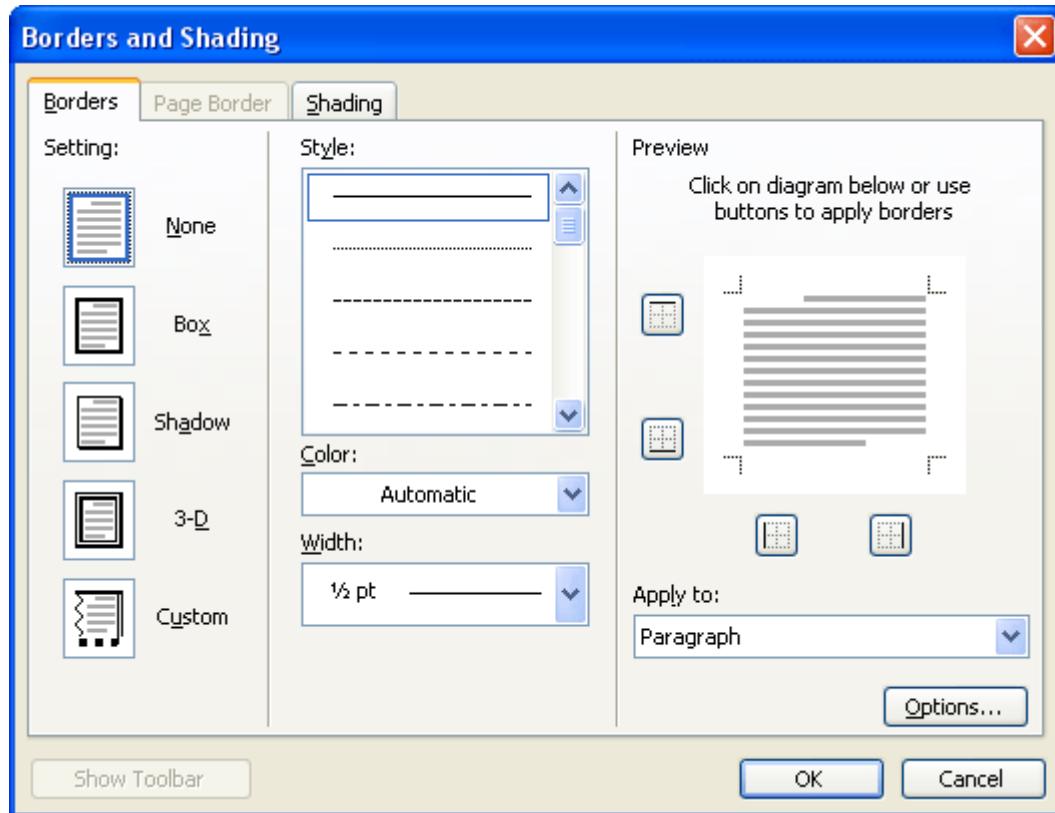 Borders and Shading
Borders
Page Border
Shading
Setting:
None
Box
Shadow
3-D
Custom
Style:
Color:
Automatic
Width:
½ pt
Preview
Click on diagram below or use
buttons to apply borders
Apply to:
Paragraph
Options...
Show Toolbar
OK
Cancel